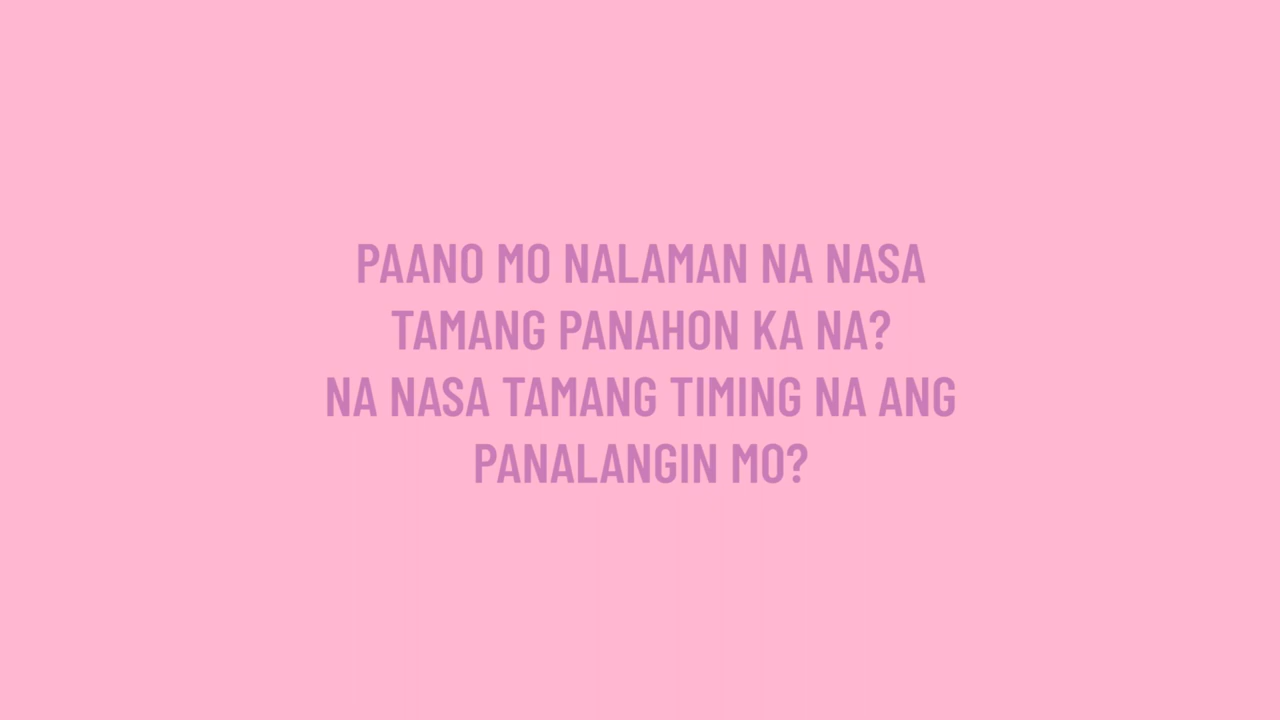 PAANO MO NALAMAN NA NASA
TAMANG PANAHON KA NA?
NA NASA TAMANG TIMING NA ANG
PANALANGIN MO?